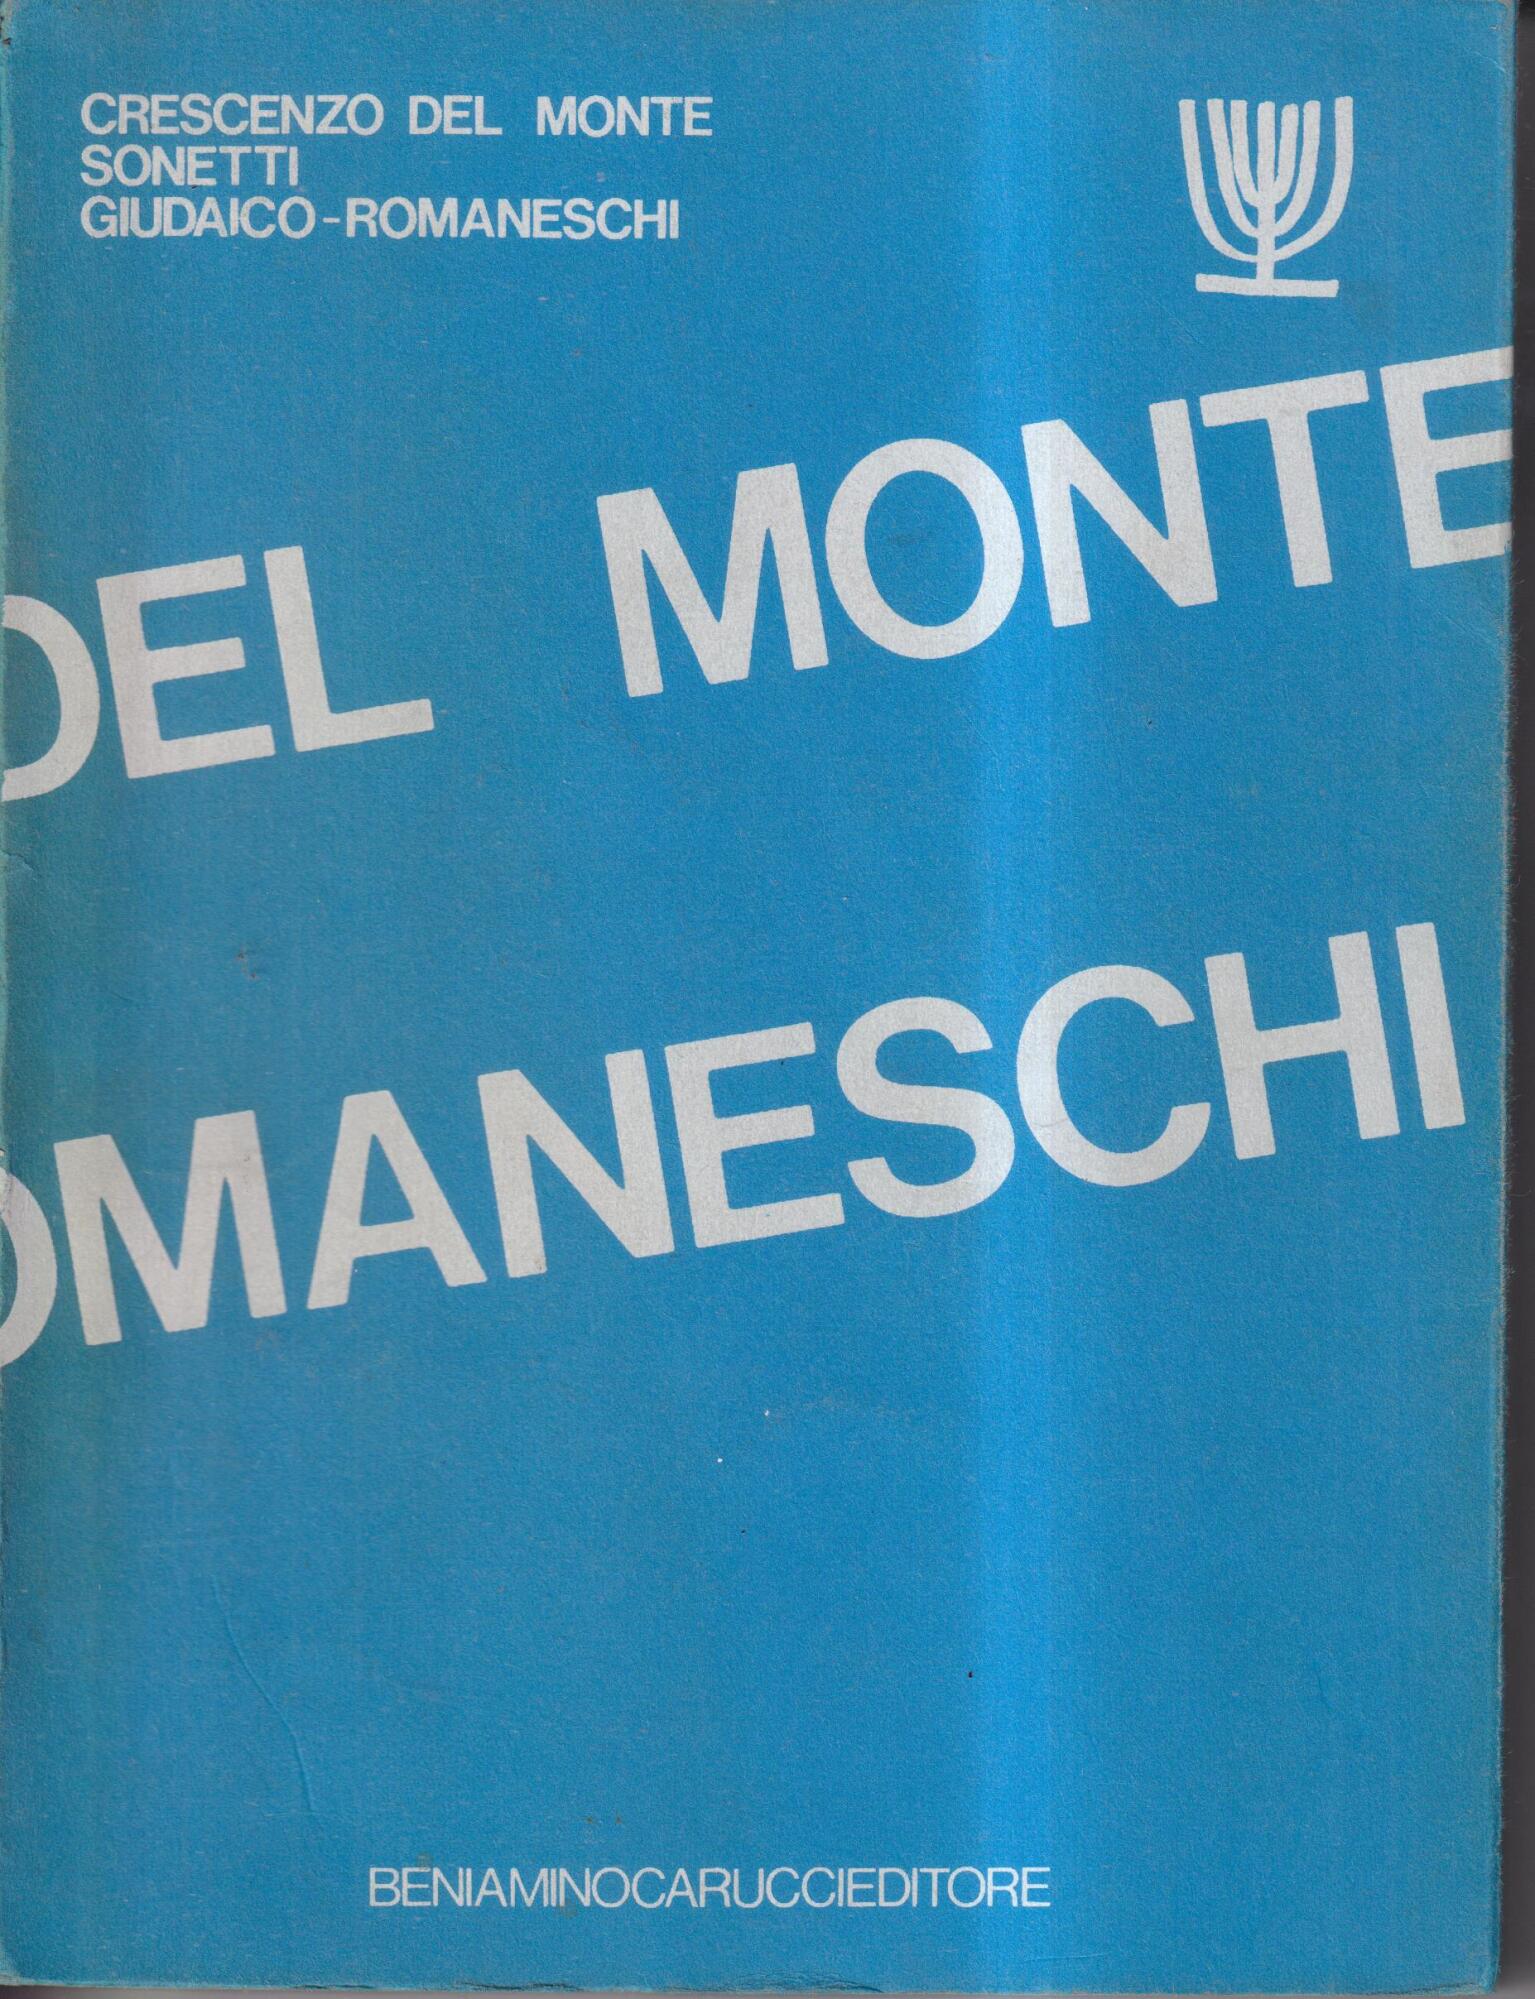 CRESCENZO DEL MONTE
SONETTI
GIUDAICO-ROMANESCHI
DEL MONTE
OMANESCHI
BENIAMINOCARUCCIEDITORE